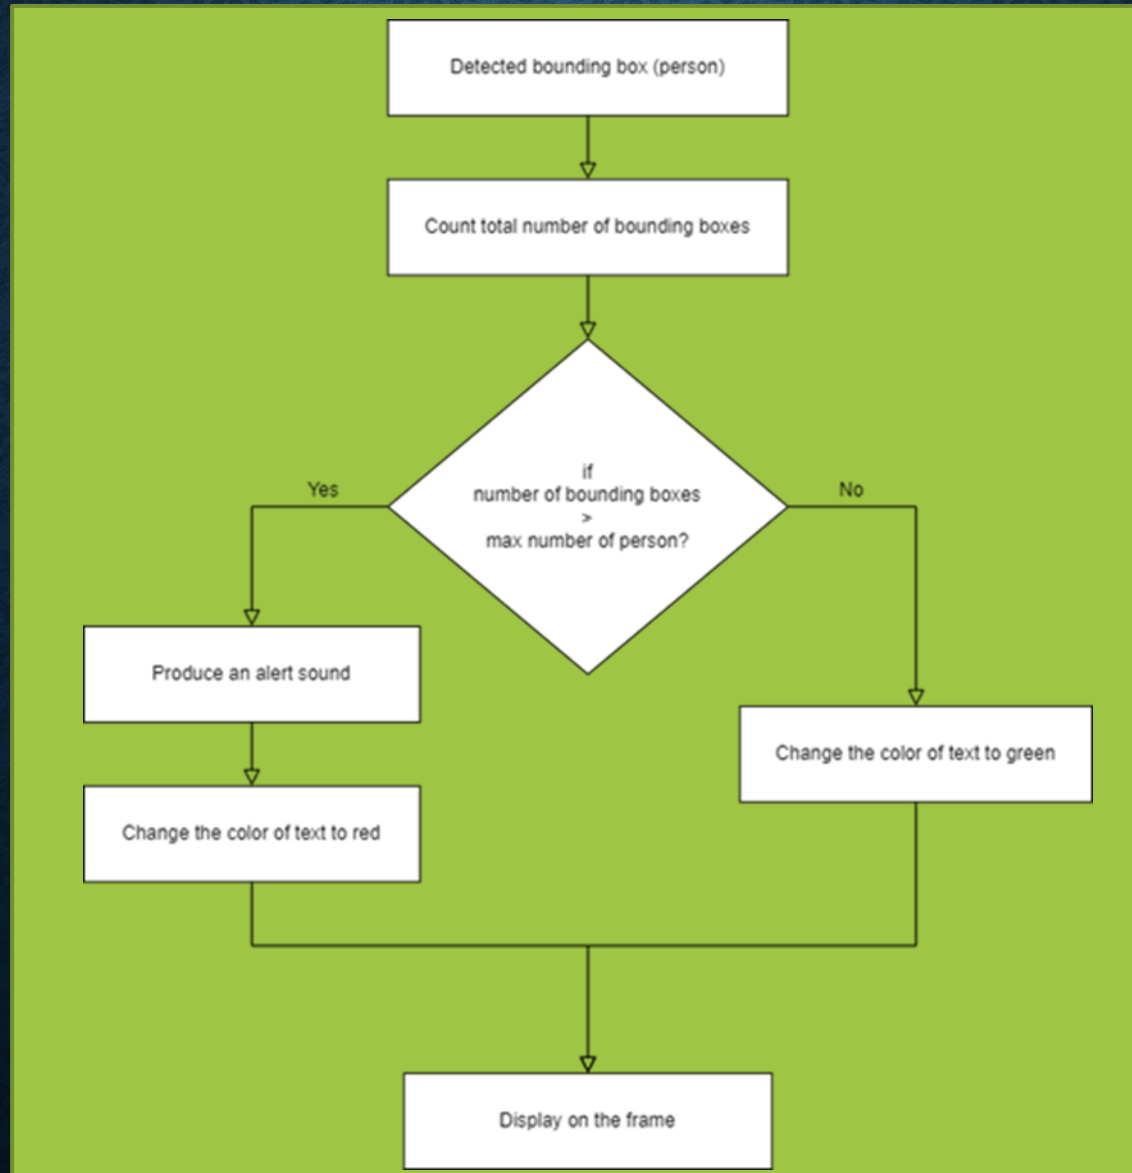 Detected bounding box (person)
Count total number of bounding boxes
if
number of bounding boxes
>
max number of person?
Yes
No
Produce an alert sound
Change the color of text to green
Change the color of text to red
Display on the frame